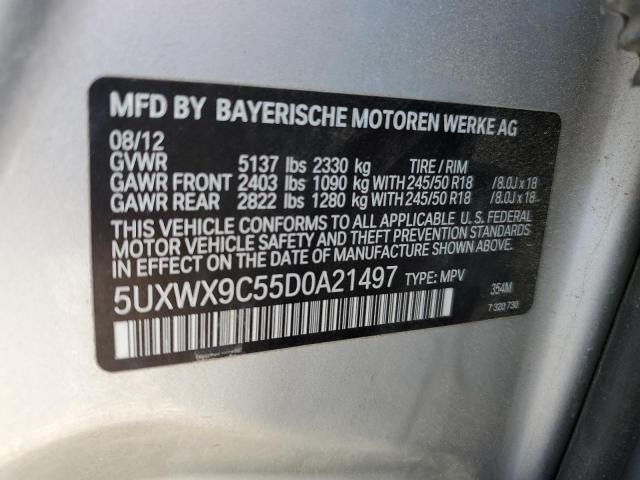 MFD BY BAYERISCHE MOTOREN WERKE AG
08/12
GVWR 5137 lbs 2330 kg TIRE / RIM
GAWR FRONT 2403 lbs 1090 kg WITH 245/50 R18 / 8.0J x 18
GAWR REAR 2822 lbs 1280 kg WITH 245/50 R18 / 8.0J x 18
THIS VEHICLE CONFORMS TO ALL APPLICABLE U.S. FEDERAL
MOTOR VEHICLE SAFETY AND THEFT PREVENTION STANDARDS
IN EFFECT ON THE DATE OF MANUFACTURE SHOWN ABOVE.
5UXWX9C55D0A21497 TYPE: MPV
354M
7 320 730